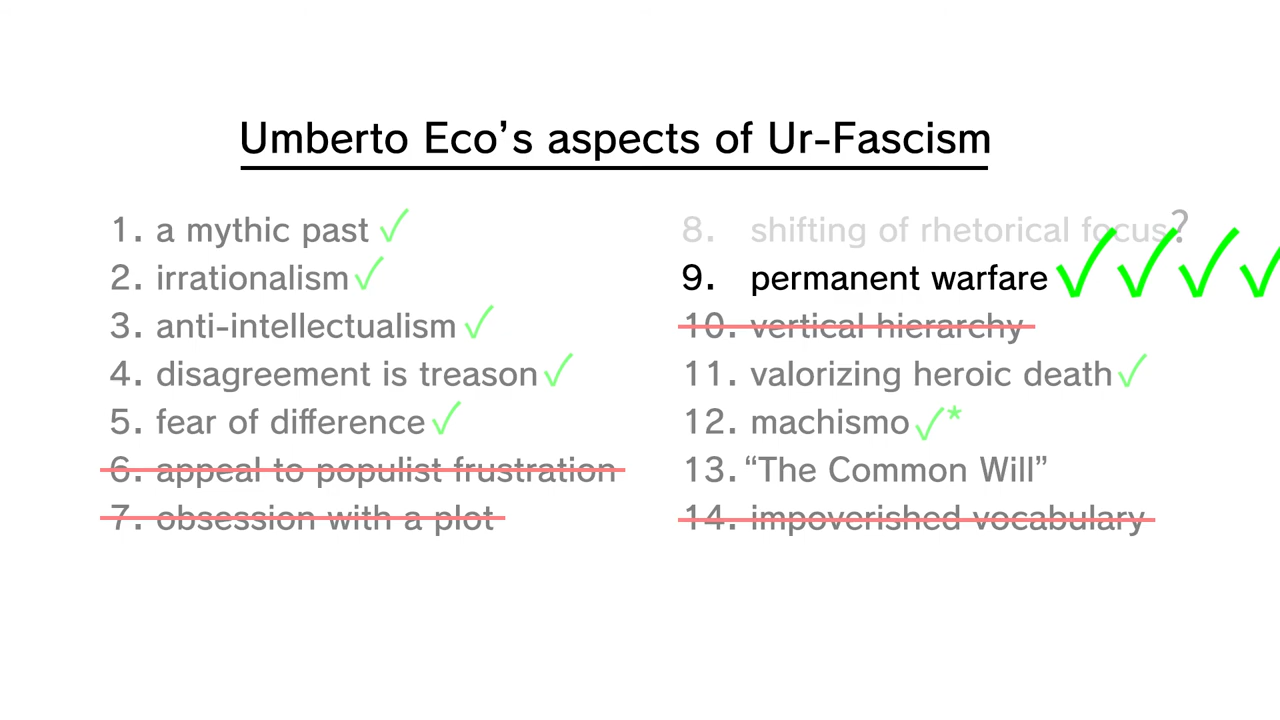 Umberto Eco's aspects of Ur-Fascism
1. a mythic past ✓
2. irrationalism ✓
3. anti-intellectualism ✓
4. disagreement is treason ✓
5. fear of difference ✓
6. appeal to populist frustration
7. obsession with a plot
8. shifting of rhetorical focus?
9. permanent warfare ✓✓✓✓
10. vertical hierarchy
11. valorizing heroic death ✓
12. machismo ✓*
13. “The Common Will”
14. impoverished vocabulary